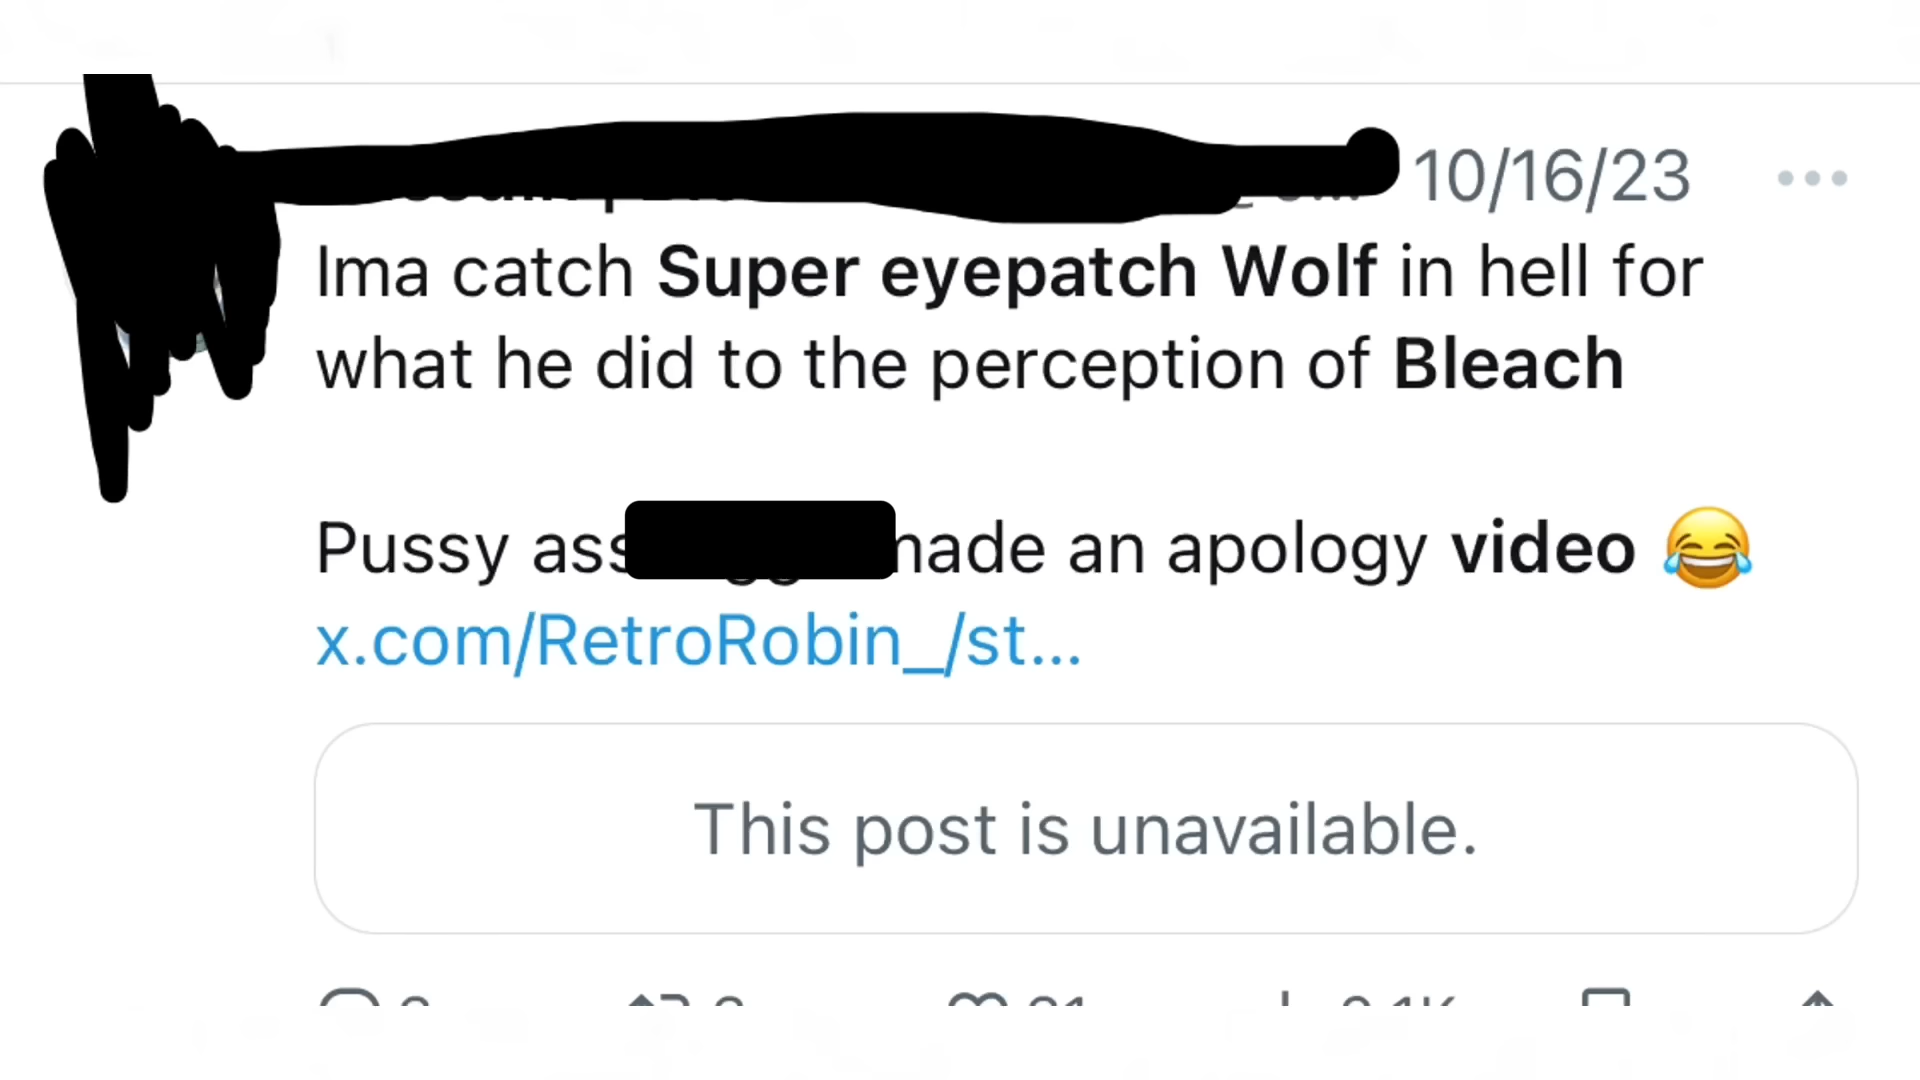 10/16/23
Ima catch Super eyepatch Wolf in hell for
what he did to the perception of Bleach
Pussy ass made an apology video 😂
x.com/RetroRobin_/st...
This post is unavailable.